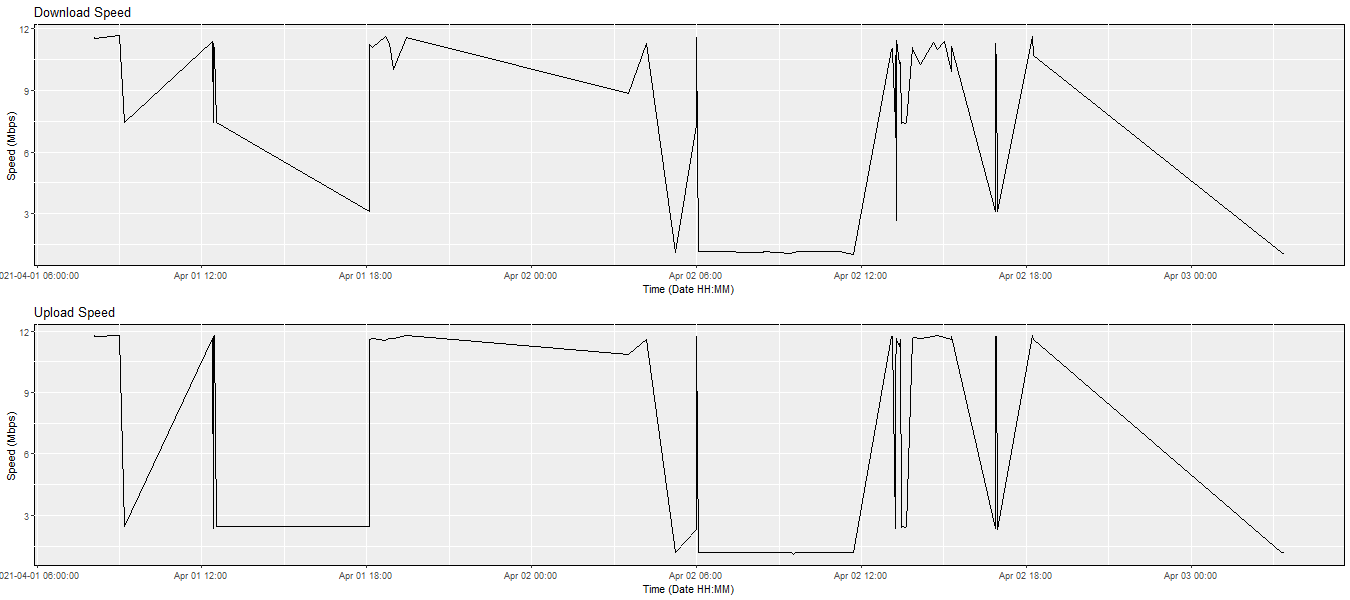 Download Speed
12
9
6
3
Speed (Mbps)
021-04-01 06:00:00 Apr 01 12:00 Apr 01 18:00 Apr 02 00:00 Apr 02 06:00 Apr 02 12:00 Apr 02 18:00 Apr 03 00:00
Time (Date HH:MM)
Upload Speed
12
9
6
3
Speed (Mbps)
021-04-01 06:00:00 Apr 01 12:00 Apr 01 18:00 Apr 02 00:00 Apr 02 06:00 Apr 02 12:00 Apr 02 18:00 Apr 03 00:00
Time (Date HH:MM)